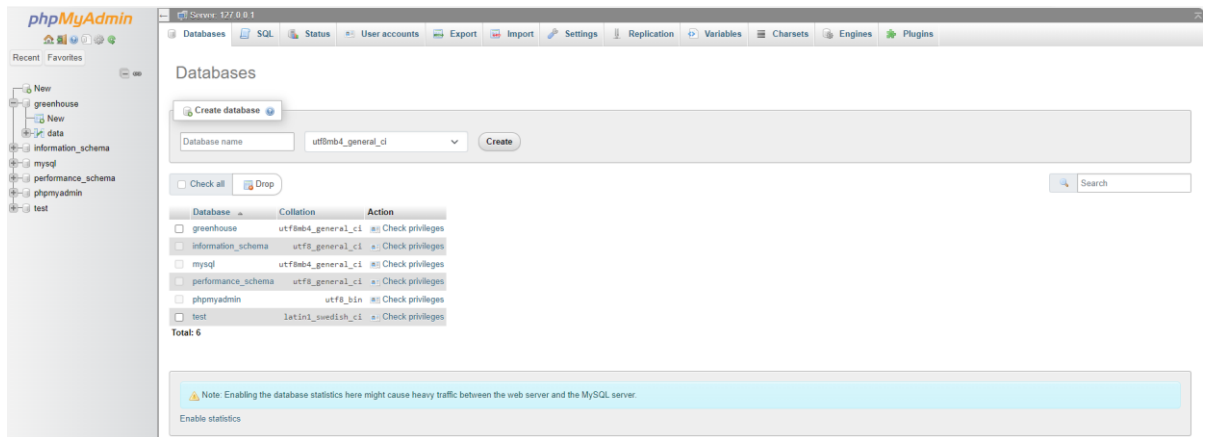 phpMyAdmin
Recent Favorites
New
greenhouse
New
data
information_schema
mysql
performance_schema
phpmyadmin
test
Server: 127.0.0.1
Databases SQL Status User accounts Export Import Settings Replication Variables Charsets Engines Plugins
Databases
Create database
Database name utf8mb4_general_ci Create
Check all Drop Search
Database Collation Action
greenhouse utf8mb4_general_ci Check privileges
information_schema utf8_general_ci Check privileges
mysql utf8mb4_general_ci Check privileges
performance_schema utf8_general_ci Check privileges
phpmyadmin utf8_bin Check privileges
test latin1_swedish_ci Check privileges
Total: 6
Note: Enabling the database statistics here might cause heavy traffic between the web server and the MySQL server.
Enable statistics